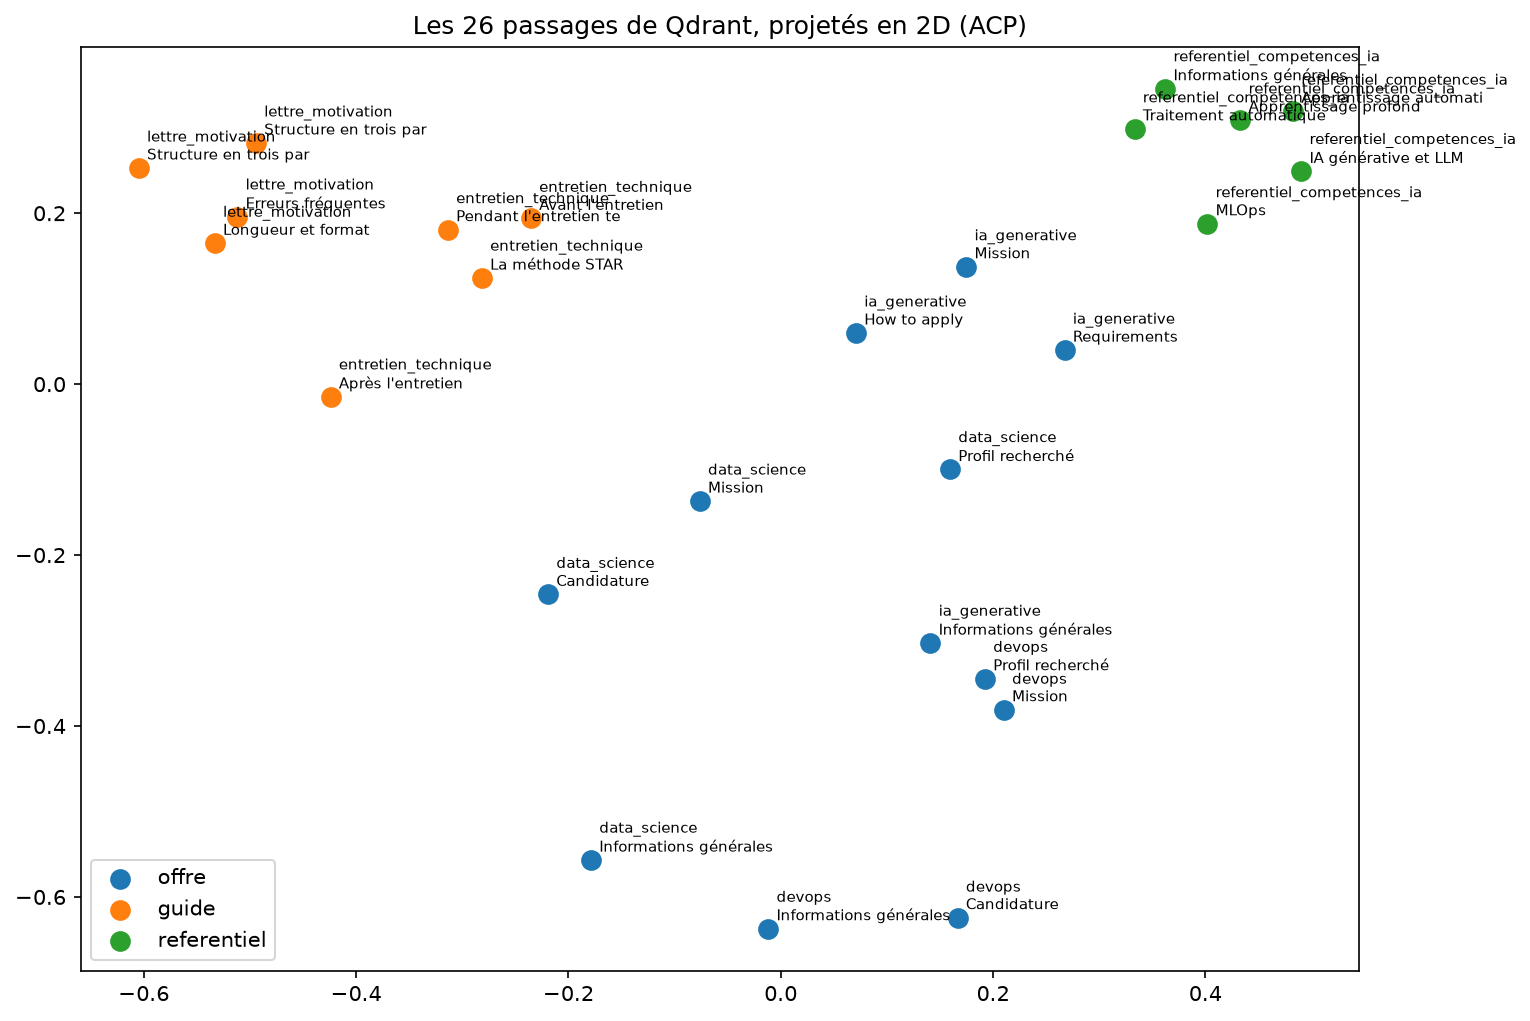 Les 26 passages de Qdrant, projetés en 2D (ACP)
referentiel_competences_ia
Informations générales
referentiel_competences_ia
Apprentissage automati
referentiel_competences_ia
Apprentissage profond
referentiel_competences_ia
Traitement automatique
referentiel_competences_ia
IA générative et LLM
referentiel_competences_ia
MLOps
lettre_motivation
Structure en trois par
lettre_motivation
Structure en trois par
lettre_motivation
Erreurs fréquentes
lettre_motivation
Longueur et format
entretien_technique
Avant l'entretien
entretien_technique
Pendant l'entretien te
entretien_technique
La méthode STAR
entretien_technique
Après l'entretien
ia_generative
Mission
ia_generative
How to apply
ia_generative
Requirements
data_science
Profil recherché
data_science
Mission
data_science
Candidature
ia_generative
Informations générales
devops
Profil recherché
devops
Mission
data_science
Informations générales
devops
Informations générales
devops
Candidature
0.2
0.0
−0.2
−0.4
−0.6
offre
guide
referentiel
−0.6
−0.4
−0.2
0.0
0.2
0.4